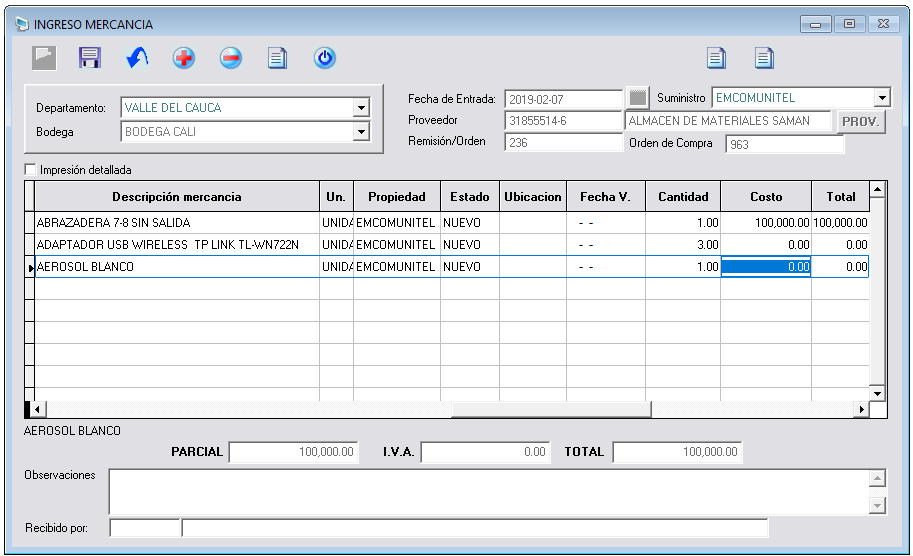 INGRESO MERCANCIA
Departamento: VALLE DEL CAUCA
Bodega BODEGA CALI
Fecha de Entrada: 2019-02-07 Suministro EMCOMUNITEL
Proveedor 31855514-6 ALMACEN DE MATERIALES SAMAN PROV.
Remisión/Orden 236 Orden de Compra 963
Impresión detallada
Descripción mercancia Un. Propiedad Estado Ubicacion Fecha V. Cantidad Costo Total
ABRAZADERA 7-8 SIN SALIDA UNIDA EMCOMUNITEL NUEVO - - 1.00 100,000.00 100,000.00
ADAPTADOR USB WIRELESS TP LINK TL-WN722N UNIDA EMCOMUNITEL NUEVO - - 3.00 0.00 0.00
AEROSOL BLANCO UNIDA EMCOMUNITEL NUEVO - - 1.00 0.00 0.00
AEROSOL BLANCO
PARCIAL 100,000.00 I.V.A. 0.00 TOTAL 100,000.00
Observaciones
Recibido por: